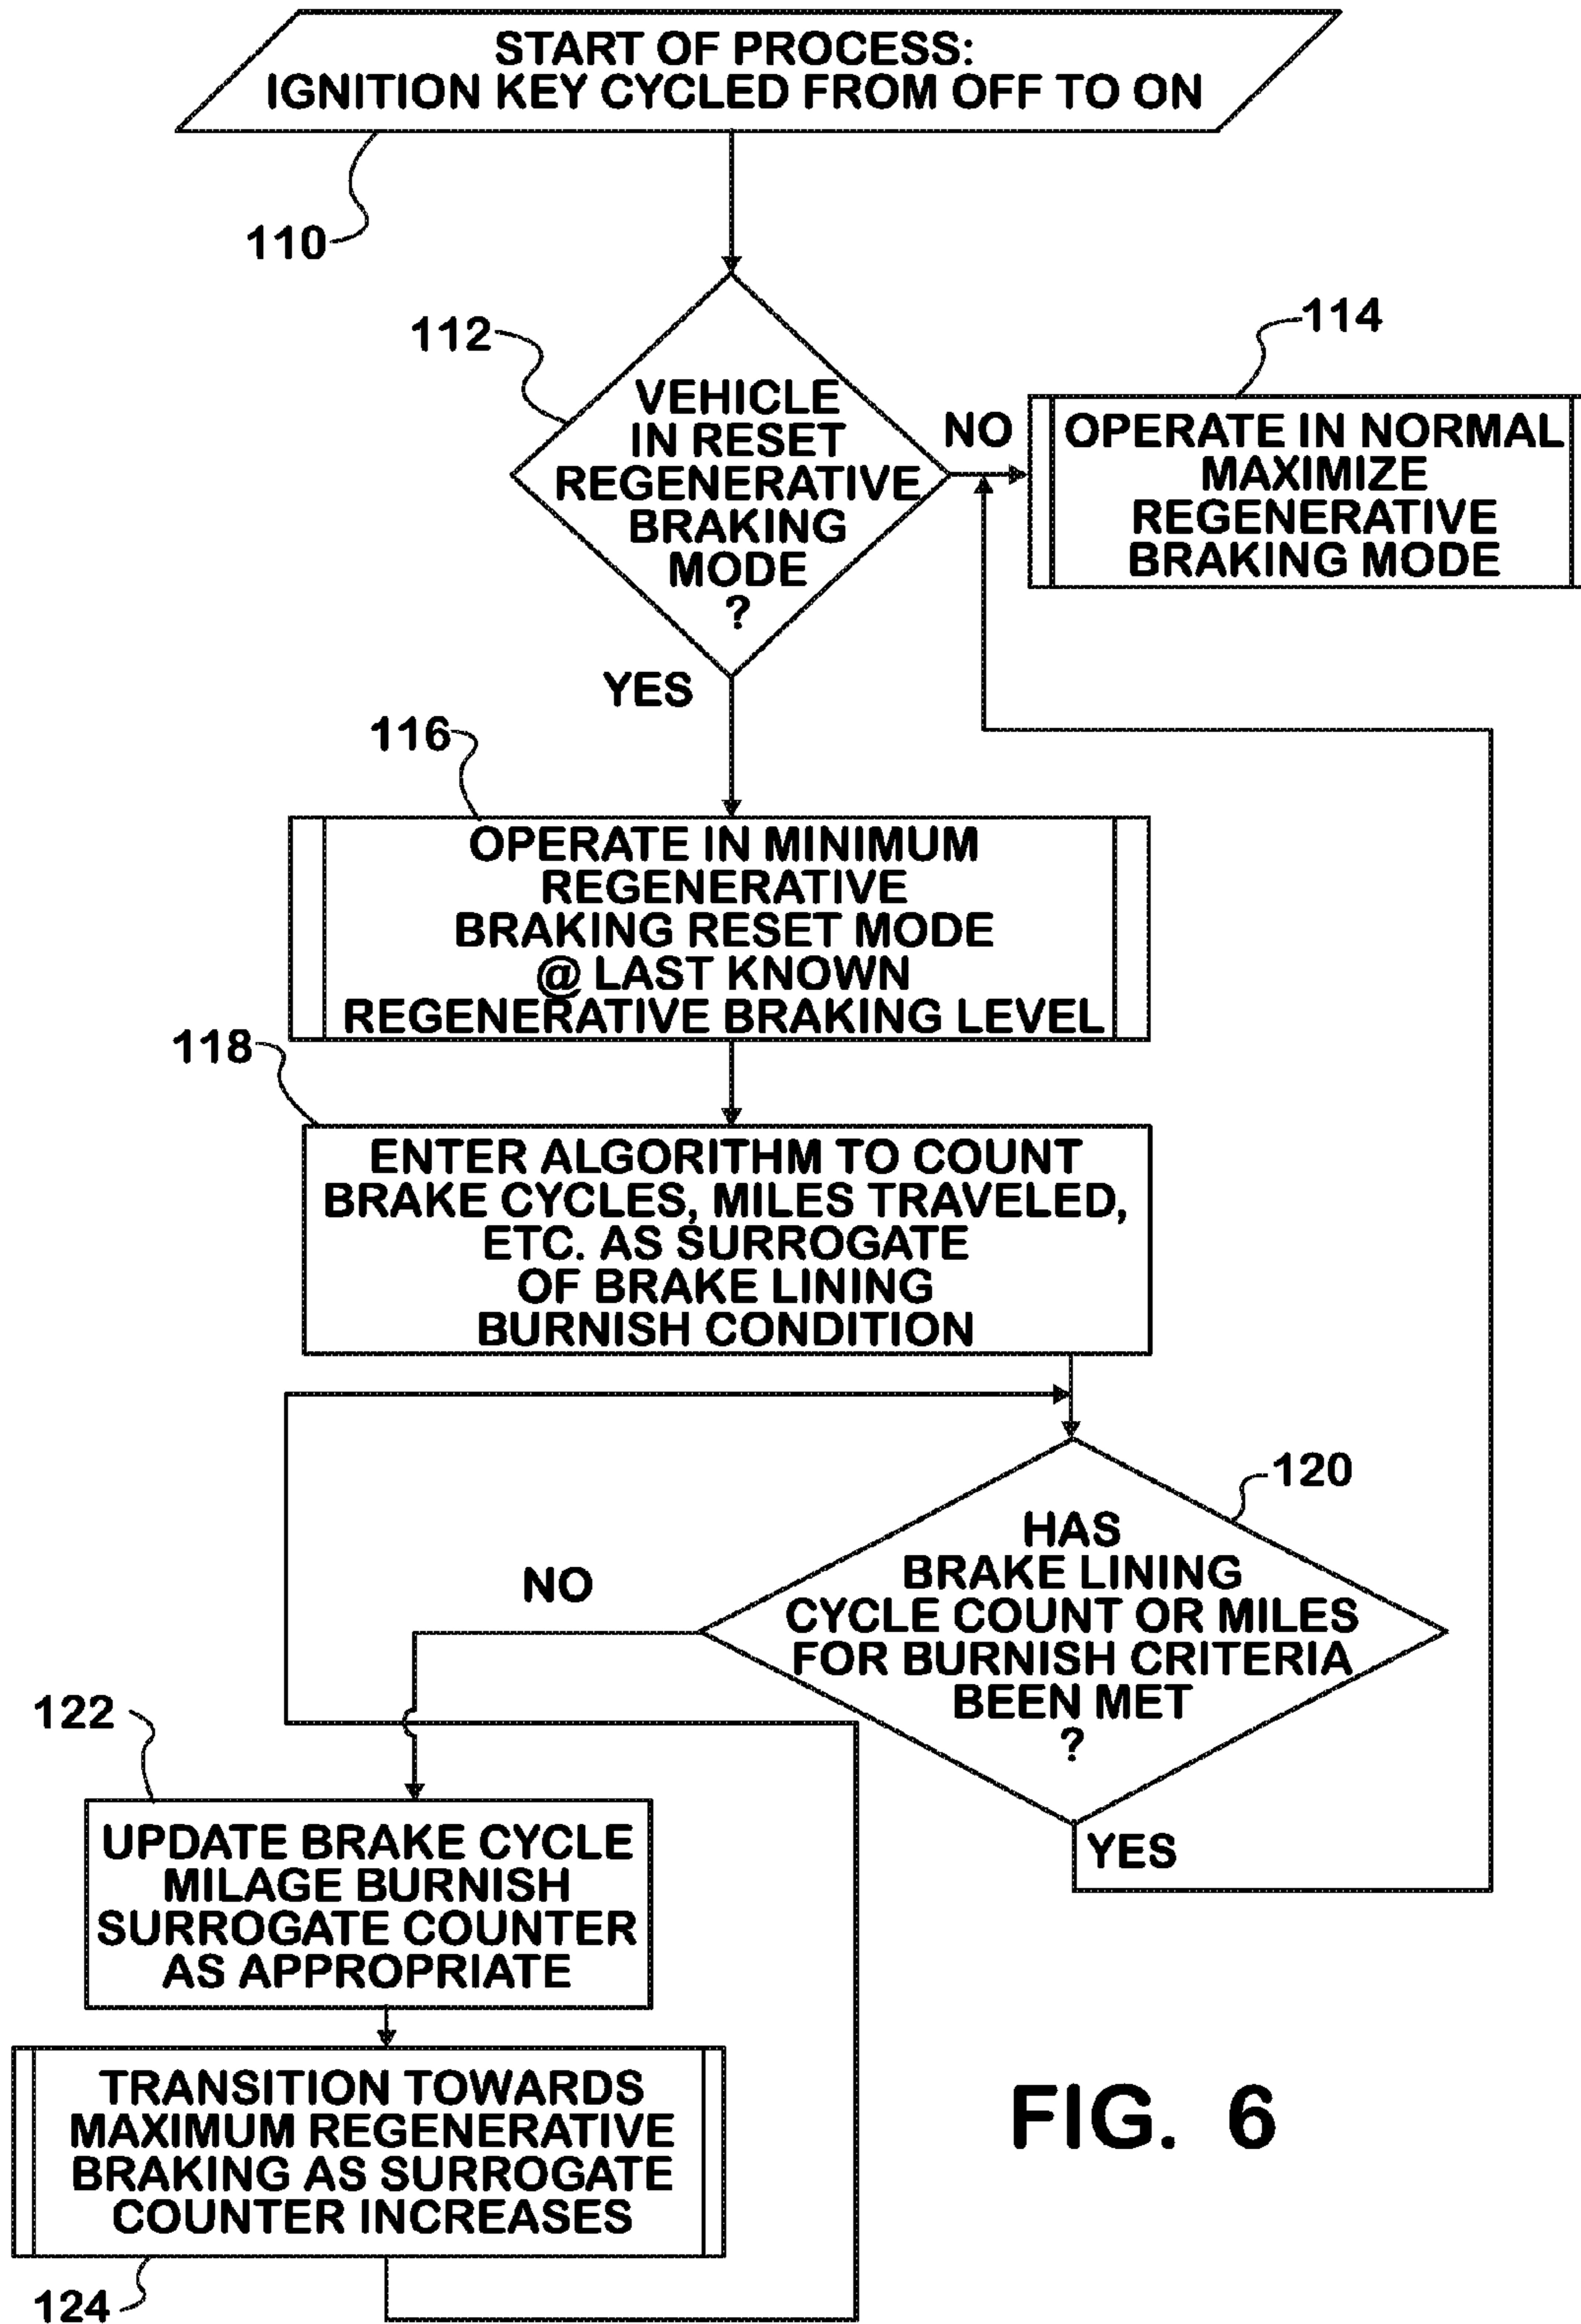 START OF PROCESS:
IGNITION KEY CYCLED FROM OFF TO ON
110
112
114
VEHICLE
IN RESET
REGENERATIVE
BRAKING
MODE
?
NO
OPERATE IN NORMAL
MAXIMIZE
REGENERATIVE
BRAKING MODE
YES
116
OPERATE IN MINIMUM
REGENERATIVE
BRAKING RESET MODE
@ LAST KNOWN
REGENERATIVE BRAKING LEVEL
118
ENTER ALGORITHM TO COUNT
BRAKE CYCLES, MILES TRAVELED,
ETC. AS SURROGATE
OF BRAKE LINING
BURNISH CONDITION
120
HAS
BRAKE LINING
CYCLE COUNT OR MILES
FOR BURNISH CRITERIA
BEEN MET
?
NO
YES
122
UPDATE BRAKE CYCLE
MILAGE BURNISH
SURROGATE COUNTER
AS APPROPRIATE
TRANSITION TOWARDS
MAXIMUM REGENERATIVE
BRAKING AS SURROGATE
COUNTER INCREASES
124
FIG. 6